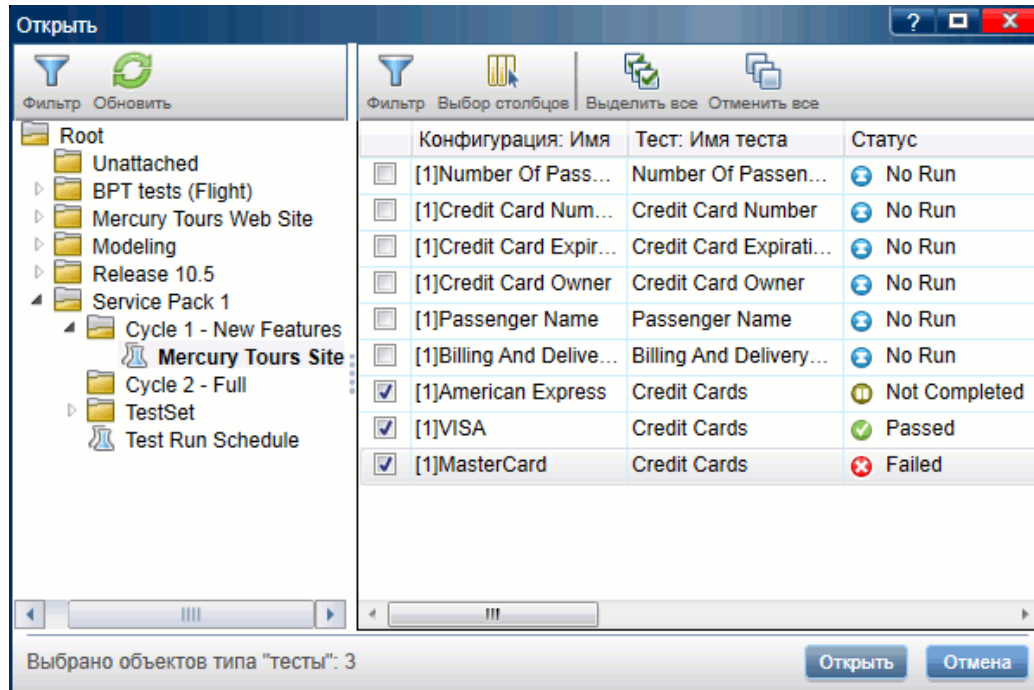 Открыть
? X
Фильтр Обновить
Фильтр Выбор столбцов Выделить все Отменить все
Root
Unattached
BPT tests (Flight)
Mercury Tours Web Site
Modeling
Release 10.5
Service Pack 1
Cycle 1 - New Features
Mercury Tours Site
Cycle 2 - Full
TestSet
Test Run Schedule
Конфигурация: Имя Тест: Имя теста Статус
[1]Number Of Pass... Number Of Passen... No Run
[1]Credit Card Num... Credit Card Number No Run
[1]Credit Card Expir... Credit Card Expirati... No Run
[1]Credit Card Owner Credit Card Owner No Run
[1]Passenger Name Passenger Name No Run
[1]Billing And Delive... Billing And Delivery... No Run
[1]American Express Credit Cards Not Completed
[1]VISA Credit Cards Passed
[1]MasterCard Credit Cards Failed
Выбрано объектов типа "тесты": 3
Открыть Отмена